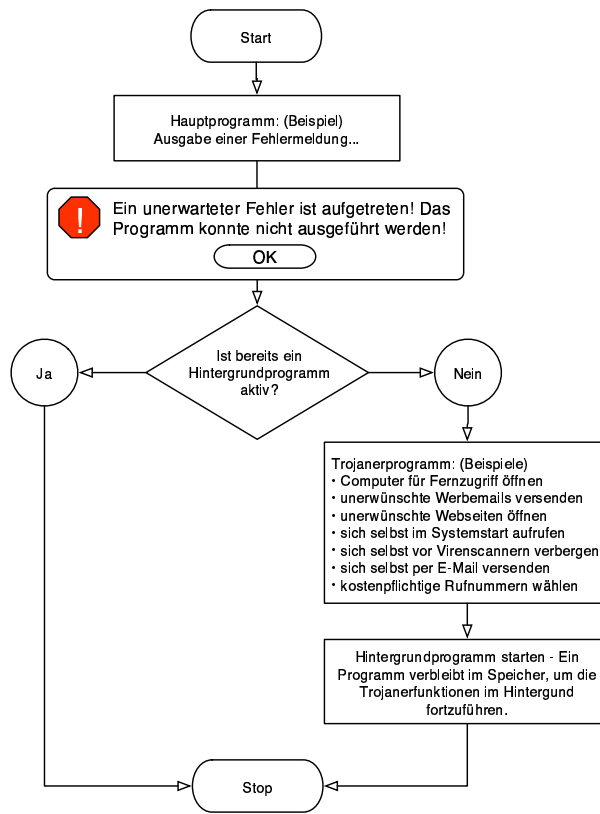 Start
Hauptprogramm: (Beispiel)
Ausgabe einer Fehlermeldung...
!
Ein unerwarteter Fehler ist aufgetreten! Das
Programm konnte nicht ausgeführt werden!
OK
Ist bereits ein
Hintergrundprogramm
aktiv?
Ja
Nein
Trojanerprogramm: (Beispiele)
• Computer für Fernzugriff öffnen
• unerwünschte Werbemails versenden
• unerwünschte Webseiten öffnen
• sich selbst im Systemstart aufrufen
• sich selbst vor Virenscannern verbergen
• sich selbst per E-Mail versenden
• kostenpflichtige Rufnummern wählen
Hintergrundprogramm starten - Ein
Programm verbleibt im Speicher, um die
Trojanerfunktionen im Hintergund
fortzuführen.
Stop